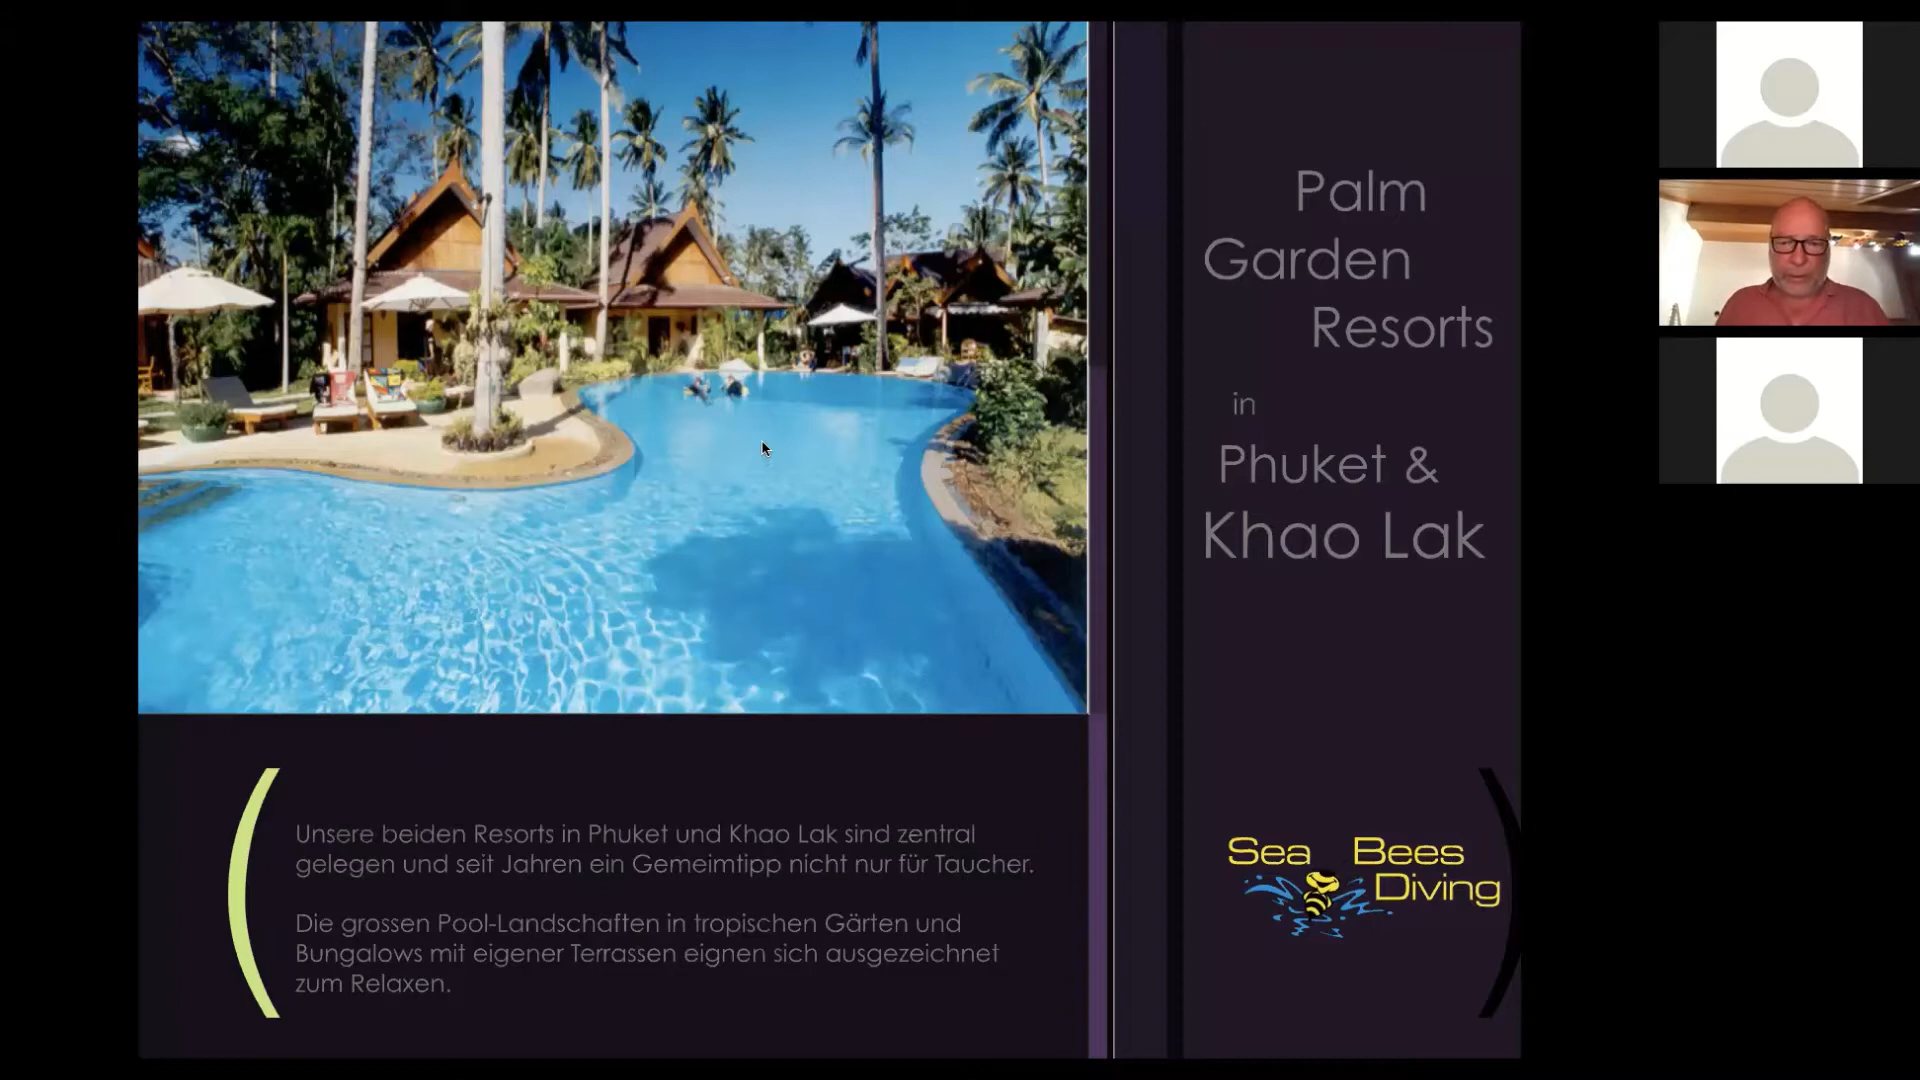 Palm
Garden
Resorts
in
Phuket &
Khao Lak
Unsere beiden Resorts in Phuket und Khao Lak sind zentral
gelegen und seit Jahren ein Gemeimtipp nicht nur für Taucher.
Die grossen Pool-Landschaften in tropischen Gärten und
Bungalows mit eigener Terrassen eignen sich ausgezeichnet
zum Relaxen.
Sea Bees
Diving